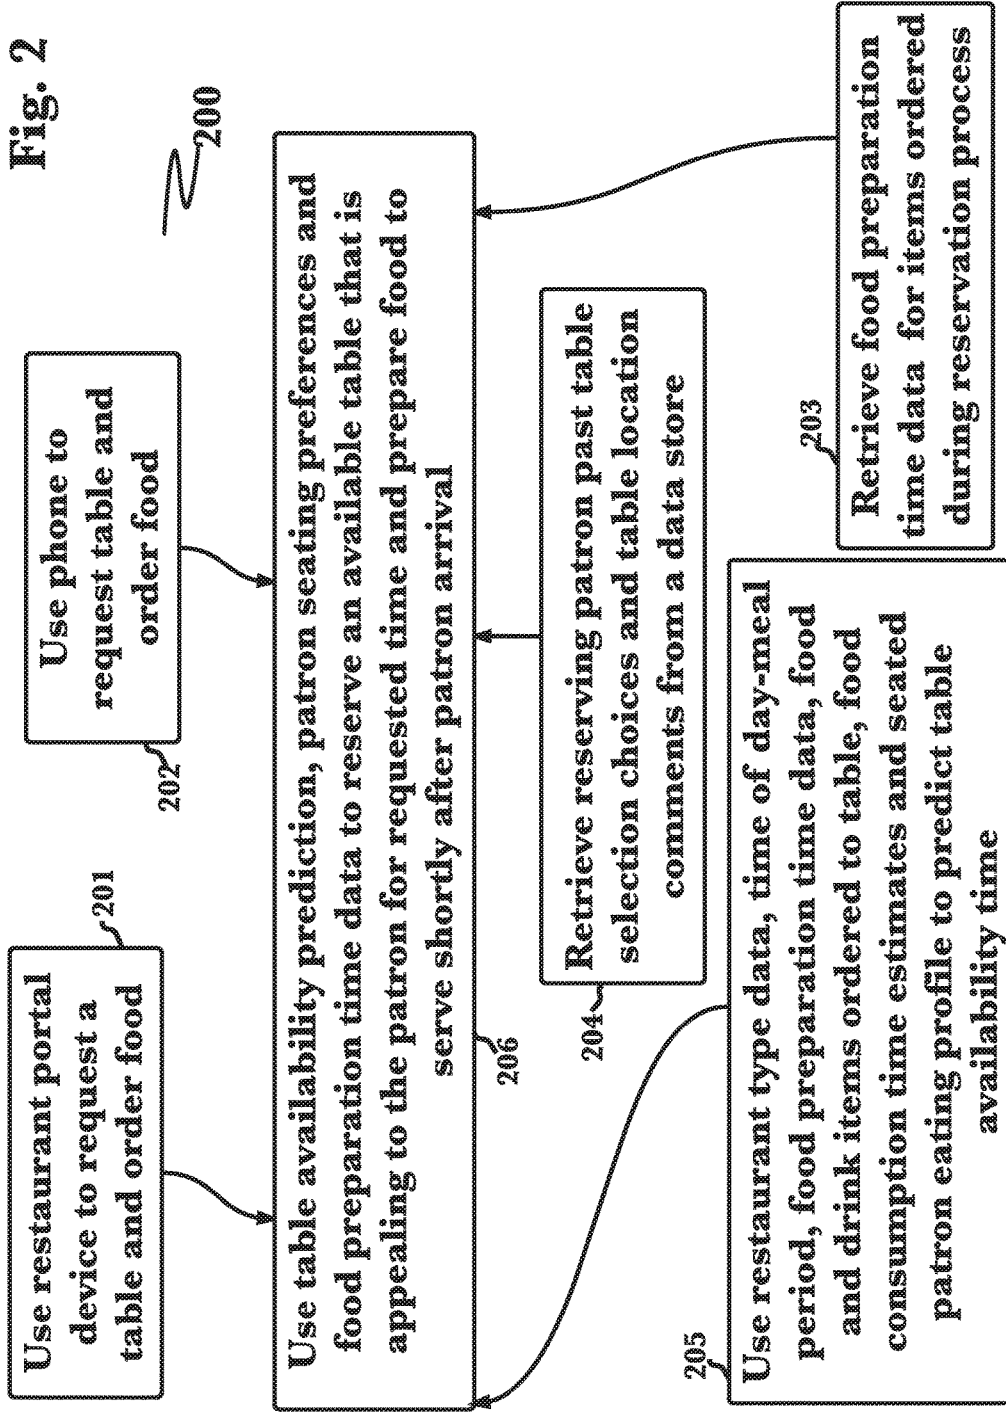 Fig. 2
200
201
Use restaurant portal
device to request a
table and order food
202
Use phone to
request table and
order food
Use table availability prediction, patron seating preferences and
food preparation time data to reserve an available table that is
appealing to the patron for requested time and prepare food to
serve shortly after patron arrival
206
204
Retrieve reserving patron past table
selection choices and table location
comments from a data store
205
Use restaurant type data, time of day-meal
period, food preparation time data, food
and drink items ordered to table, food
consumption time estimates and seated
patron eating profile to predict table
availability time
203
Retrieve food preparation
time data for items ordered
during reservation process